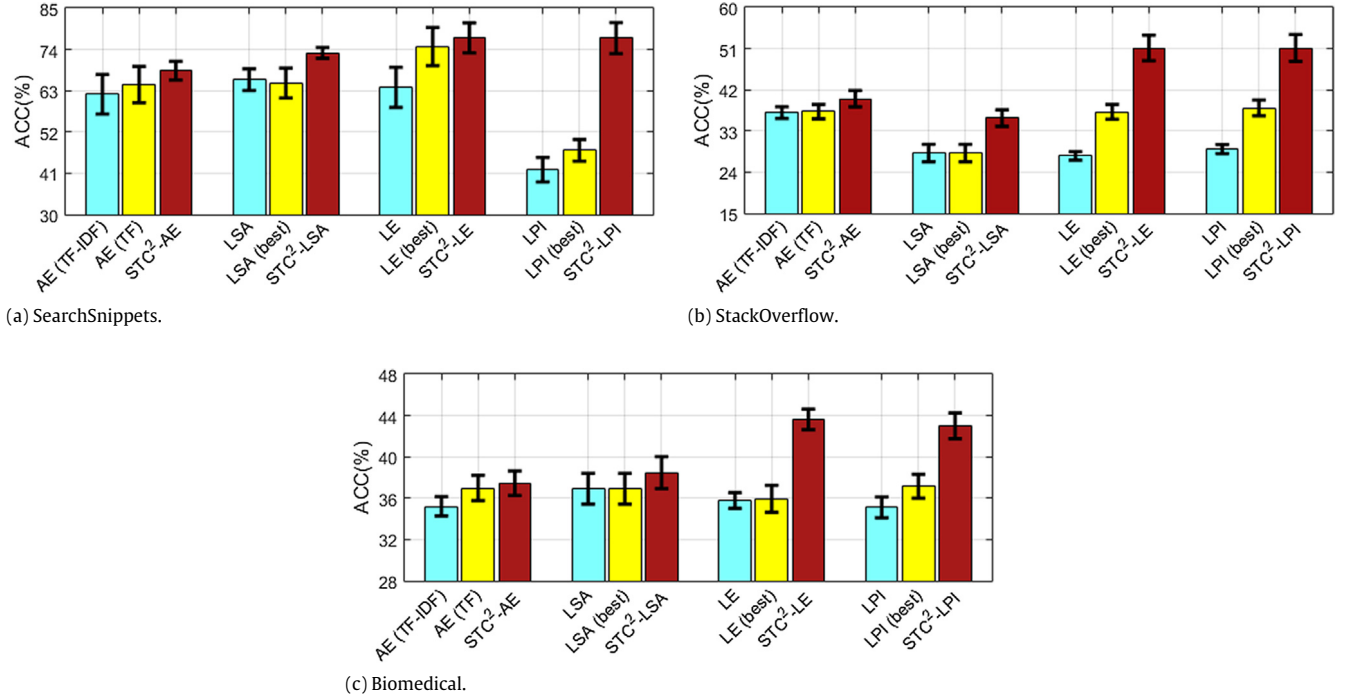 85
74
63
52
41
30
ACC(%)
AE (TF-IDF)
AE (TF)
STC²-AE
LSA
LSA (best)
STC²-LSA
LE
LE (best)
STC²-LE
LPI
LPI (best)
STC²-LPI
(a) SearchSnippets.
60
51
42
33
24
15
ACC(%)
AE (TF-IDF)
AE (TF)
STC²-AE
LSA
LSA (best)
STC²-LSA
LE
LE (best)
STC²-LE
LPI
LPI (best)
STC²-LPI
(b) StackOverflow.
48
44
40
36
32
28
ACC(%)
AE (TF-IDF)
AE (TF)
STC²-AE
LSA
LSA (best)
STC²-LSA
LE
LE (best)
STC²-LE
LPI
LPI (best)
STC²-LPI
(c) Biomedical.